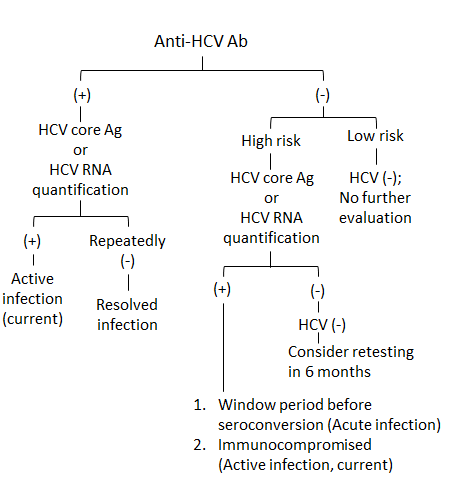 Anti-HCV Ab
(+)
(-)
HCV core Ag
or
HCV RNA
quantification
High risk
Low risk
HCV core Ag
or
HCV RNA
quantification
HCV (-);
No further
evaluation
(+)
Repeatedly
(-)
Active
infection
(current)
Resolved
infection
(+)
(-)
HCV (-)
Consider retesting
in 6 months
1. Window period before
seroconversion (Acute infection)
2. Immunocompromised
(Active infection, current)